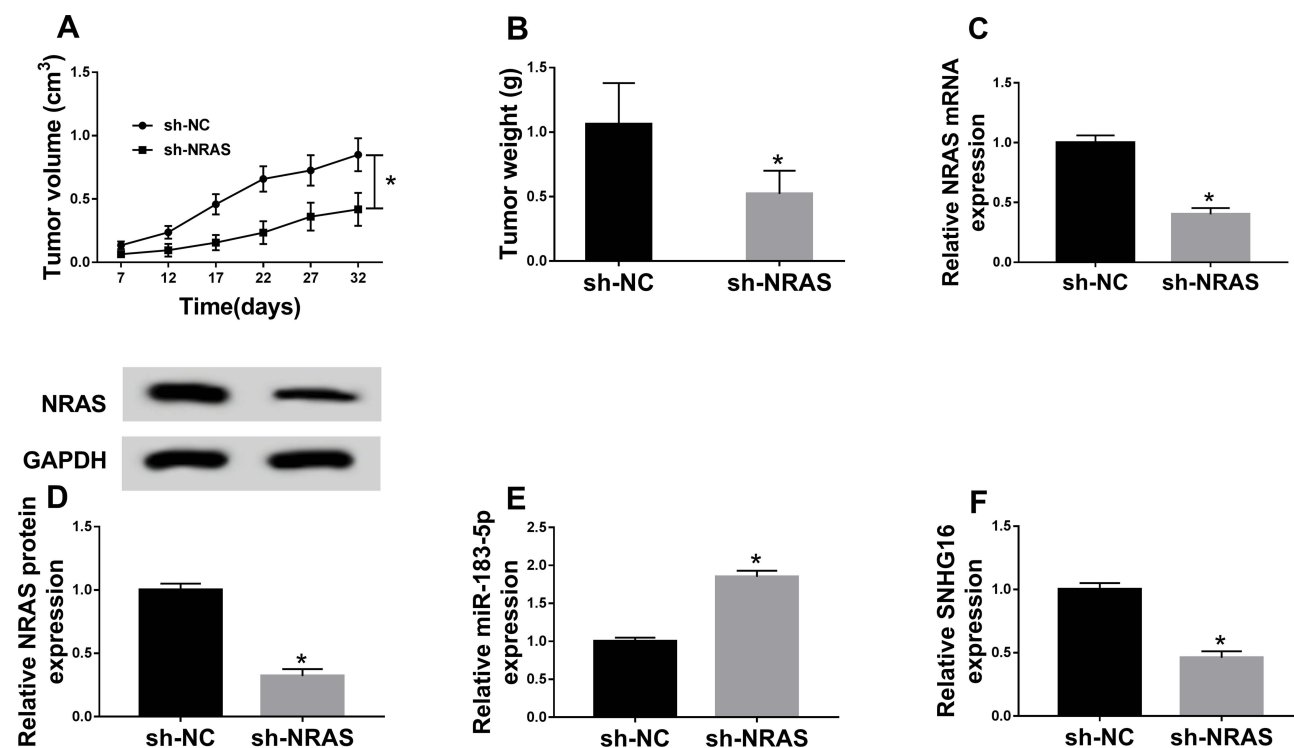 A
Tumor volume (cm³)
1.5
1.0
0.5
0.0
sh-NC
sh-NRAS
*
7 12 17 22 27 32
Time(days)
B
Tumor weight (g)
1.5
1.0
0.5
0.0
*
sh-NC sh-NRAS
C
Relative NRAS mRNA
expression
1.5
1.0
0.5
0.0
*
sh-NC sh-NRAS
NRAS
GAPDH
D
Relative NRAS protein
expression
1.5
1.0
0.5
0.0
*
sh-NC sh-NRAS
E
Relative miR-183-5p
expression
2.5
2.0
1.5
1.0
0.5
0.0
*
sh-NC sh-NRAS
F
Relative SNHG16
expression
1.5
1.0
0.5
0.0
*
sh-NC sh-NRAS